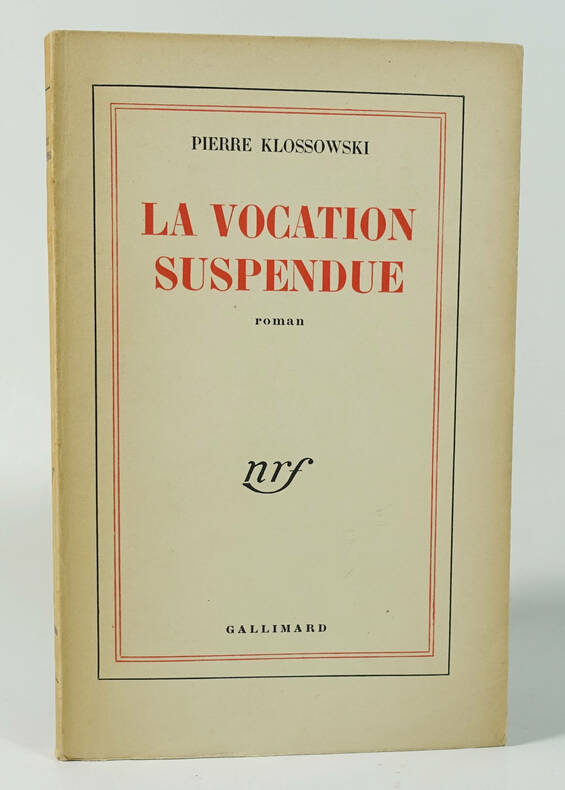 PIERRE KLOSSOWSKI
LA VOCATION
SUSPENDUE
roman
nrf
GALLIMARD